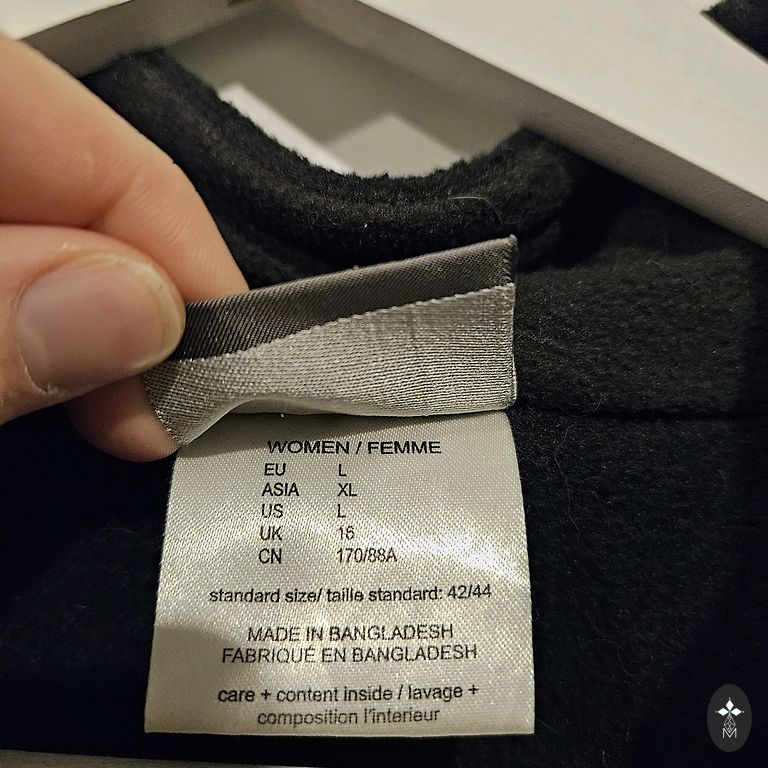 WOMEN / FEMME
EU L
ASIA XL
US L
UK 16
CN 170/88A
standard size/ taille standard: 42/44
MADE IN BANGLADESH
FABRIQUÉ EN BANGLADESH
care + content inside / lavage +
composition l'interieur
M